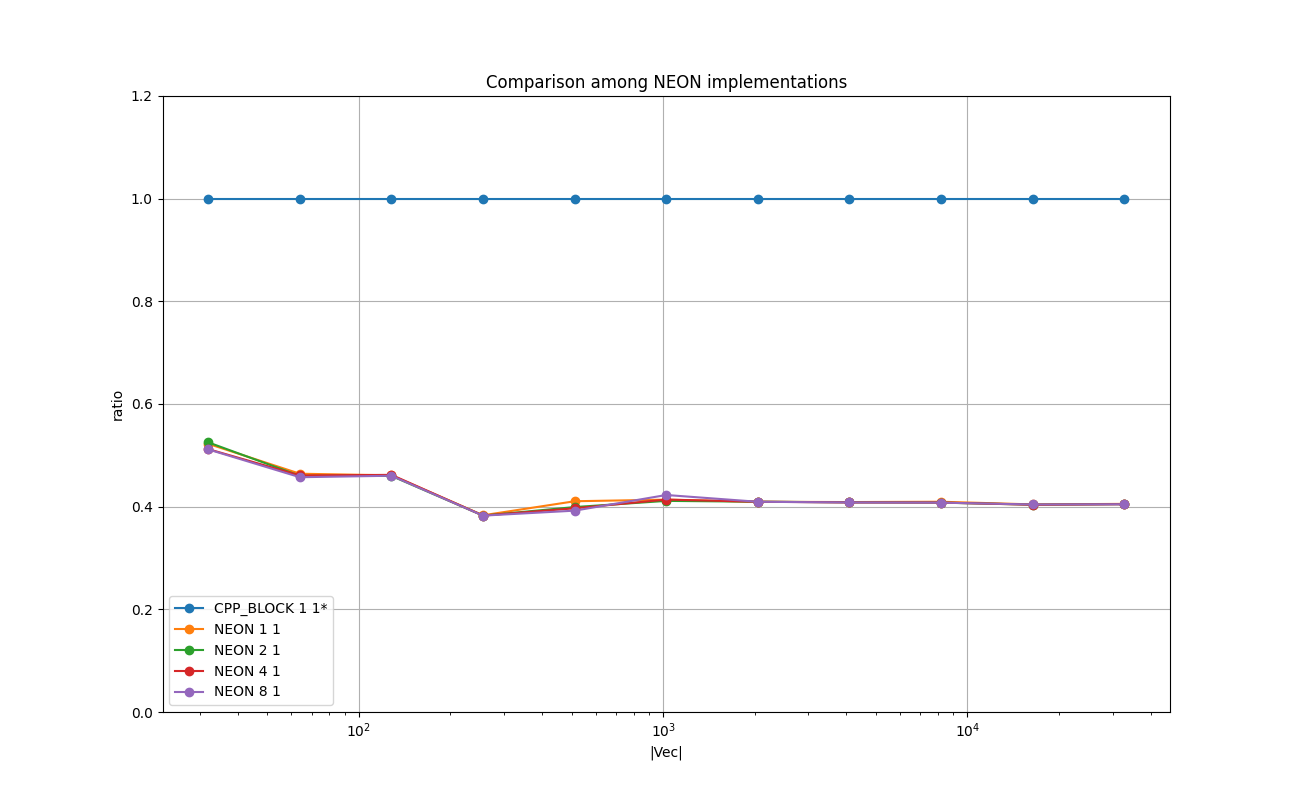 Comparison among NEON implementations
1.2
1.0
0.8
0.6
0.4
0.2
0.0
ratio
CPP_BLOCK 1 1*
NEON 1 1
NEON 2 1
NEON 4 1
NEON 8 1
10² 10³ 10⁴
|Vec|